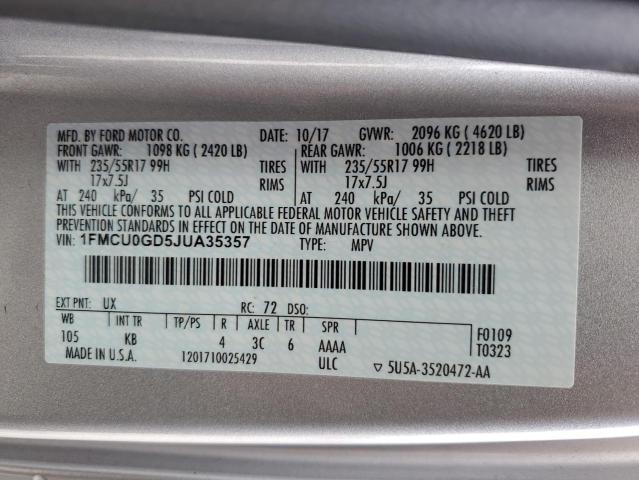 MFD. BY FORD MOTOR CO. DATE: 10/17 GVWR: 2096 KG ( 4620 LB)
FRONT GAWR: 1098 KG ( 2420 LB) REAR GAWR: 1006 KG ( 2218 LB)
WITH 235/55R17 99H TIRES WITH 235/55R17 99H TIRES
17x7.5J RIMS 17x7.5J RIMS
AT 240 kPa/ 35 PSI COLD AT 240 kPa/ 35 PSI COLD
THIS VEHICLE CONFORMS TO ALL APPLICABLE FEDERAL MOTOR VEHICLE SAFETY AND THEFT
PREVENTION STANDARDS IN EFFECT ON THE DATE OF MANUFACTURE SHOWN ABOVE.
VIN: 1FMCU0GD5JUA35357 TYPE: MPV
EXT PNT: UX RC: 72 DSO:
WB INT TR TP/PS R AXLE TR SPR F0109
105 KB 4 3C 6 AAAA T0323
MADE IN U.S.A. 1201710025429 ULC ▽ 5U5A-3520472-AA